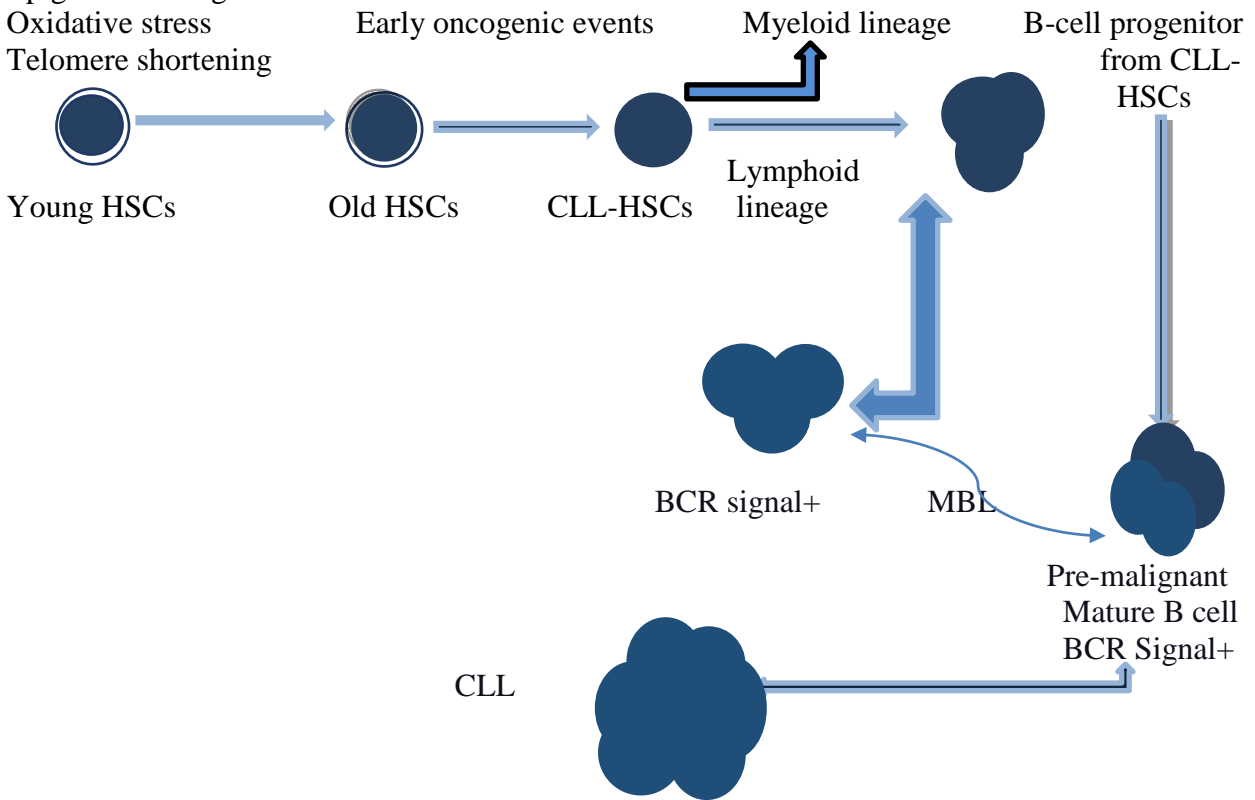 Oxidative stress
Early oncogenic events
Myeloid lineage
B-cell progenitor
Telomere shortening
from CLL-
HSCs
Lymphoid
lineage
Young HSCs
Old HSCs
CLL-HSCs
BCR signal+
MBL
Pre-malignant
Mature B cell
BCR Signal+
CLL